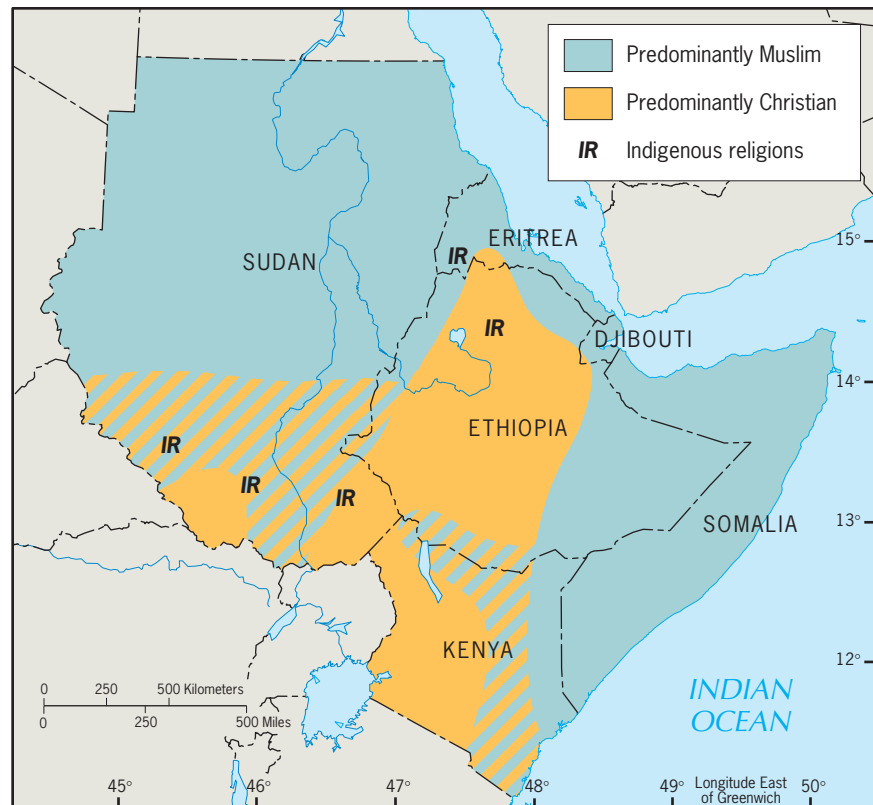 Predominantly Muslim
Predominantly Christian
IR Indigenous religions
15°
ERITREA
IR
SUDAN
IR
DJIBOUTI
14°
ETHIOPIA
IR
IR
IR
13°
SOMALIA
KENYA
12°
0 250 500 Kilometers
0 250 500 Miles
INDIAN
OCEAN
45° 46° 47° 48° 49° Longitude East
of Greenwich 50°